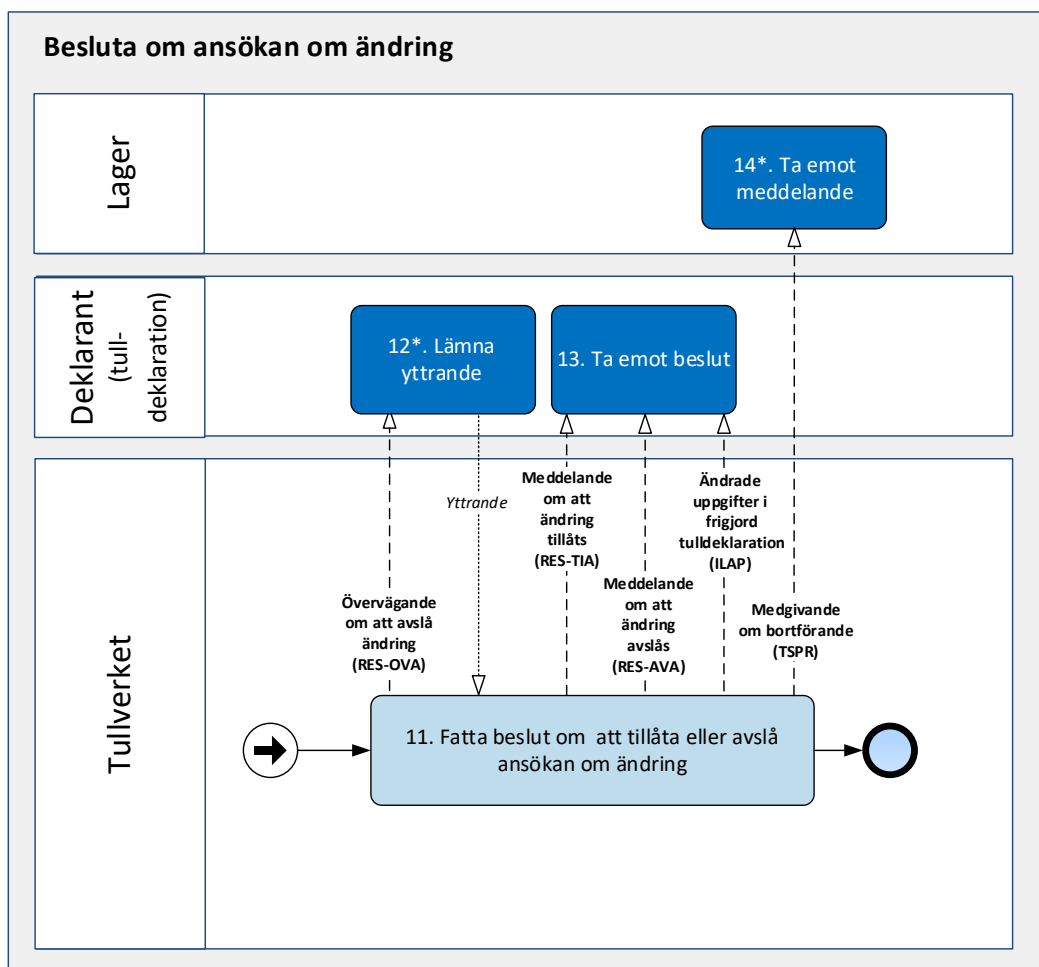 Besluta om ansökan om ändring
Lager
14*. Ta emot
meddelande
Deklarant
(tull-
deklaration)
12*. Lämna
yttrande
13. Ta emot beslut
Tullverket
Övervägande
om att avslå
ändring
(RES-OVA)
Yttrande
Meddelande
om att
ändring
tillåts
(RES-TIA)
Meddelande
om att
ändring
avslås
(RES-AVA)
Ändrade
uppgifter i
frigjord
tulldeklaration
(ILAP)
Medgivande
om bortförande
(TSPR)
11. Fatta beslut om att tillåta eller avslå
ansökan om ändring